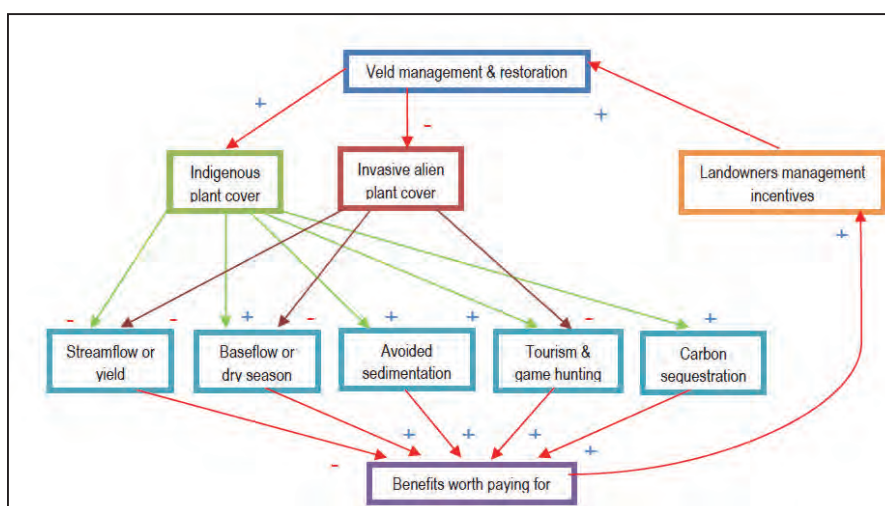 Veld management & restoration
+
-
+
Indigenous
plant cover
Invasive alien
plant cover
Landowners management
incentives
+
-
-
+
-
+
+
-
+
Streamflow or
yield
Baseflow or
dry season
Avoided
sedimentation
Tourism &
game hunting
Carbon
sequestration
-
+
+
+
+
Benefits worth paying for